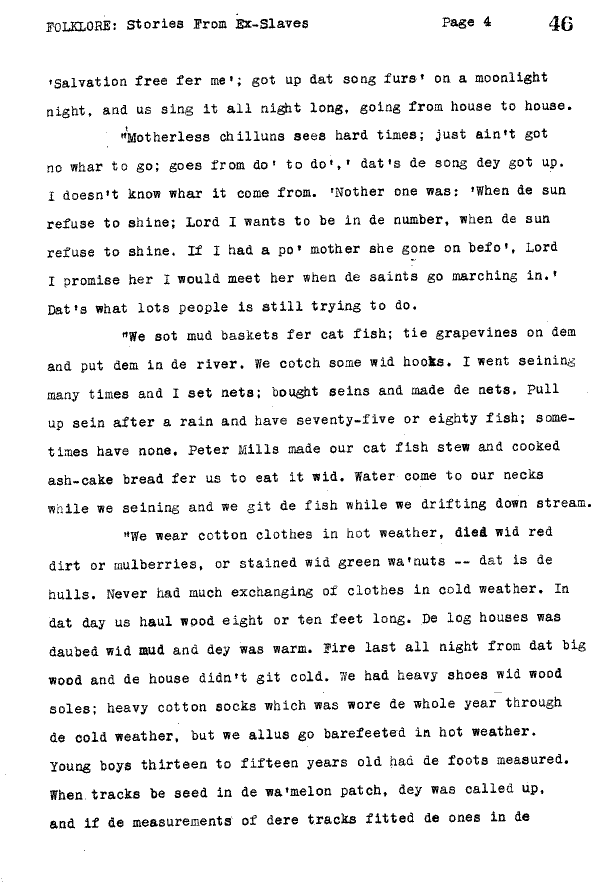 FOLKLORE: Stories From Ex-Slaves Page 4 46
'Salvation free fer me'; got up dat song furs' on a moonlight
night, and us sing it all night long, going from house to house.
"Motherless chilluns sees hard times; just ain't got
no whar to go; goes from do' to do',' dat's de song dey got up.
I doesn't know whar it come from. 'Nother one was: 'When de sun
refuse to shine; Lord I wants to be in de number, when de sun
refuse to shine. If I had a po' mother she gone on befo', Lord
I promise her I would meet her when de saints go marching in.'
Dat's what lots people is still trying to do.
"We sot mud baskets fer cat fish; tie grapevines on dem
and put dem in de river. We cotch some wid hooks. I went seining
many times and I set nets; bought seins and made de nets. Pull
up sein after a rain and have seventy-five or eighty fish; some-
times have none. Peter Mills made our cat fish stew and cooked
ash-cake bread fer us to eat it wid. Water come to our necks
while we seining and we git de fish while we drifting down stream.
"We wear cotton clothes in hot weather, died wid red
dirt or mulberries, or stained wid green wa'nuts -- dat is de
hulls. Never had much exchanging of clothes in cold weather. In
dat day us haul wood eight or ten feet long. De log houses was
daubed wid mud and dey was warm. Fire last all night from dat big
wood and de house didn't git cold. We had heavy shoes wid wood
soles; heavy cotton socks which was wore de whole year through
de cold weather, but we allus go barefeeted in hot weather.
Young boys thirteen to fifteen years old had de foots measured.
When tracks be seed in de wa'melon patch, dey was called up,
and if de measurements of dere tracks fitted de ones in de